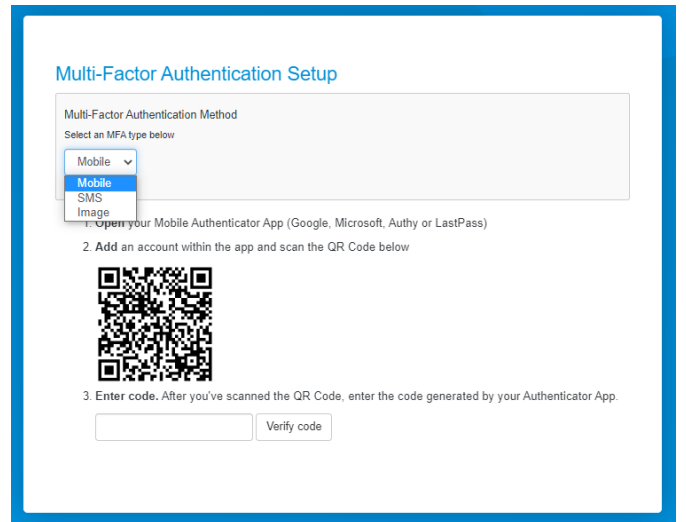 Multi-Factor Authentication Setup
Multi-Factor Authentication Method
Select an MFA type below
Mobile
Mobile
SMS
Image
1. Open your Mobile Authenticator App (Google, Microsoft, Authy or LastPass)
2. Add an account within the app and scan the QR Code below
3. Enter code. After you've scanned the QR Code, enter the code generated by your Authenticator App.
Verify code